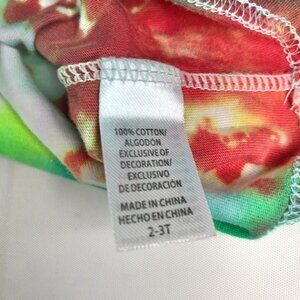 100% COTTON/
ALGODON
EXCLUSIVE OF
DECORATION/
EXCLUSIVO
DE DECORACIÓN
MADE IN CHINA
HECHO EN CHINA
2-3T